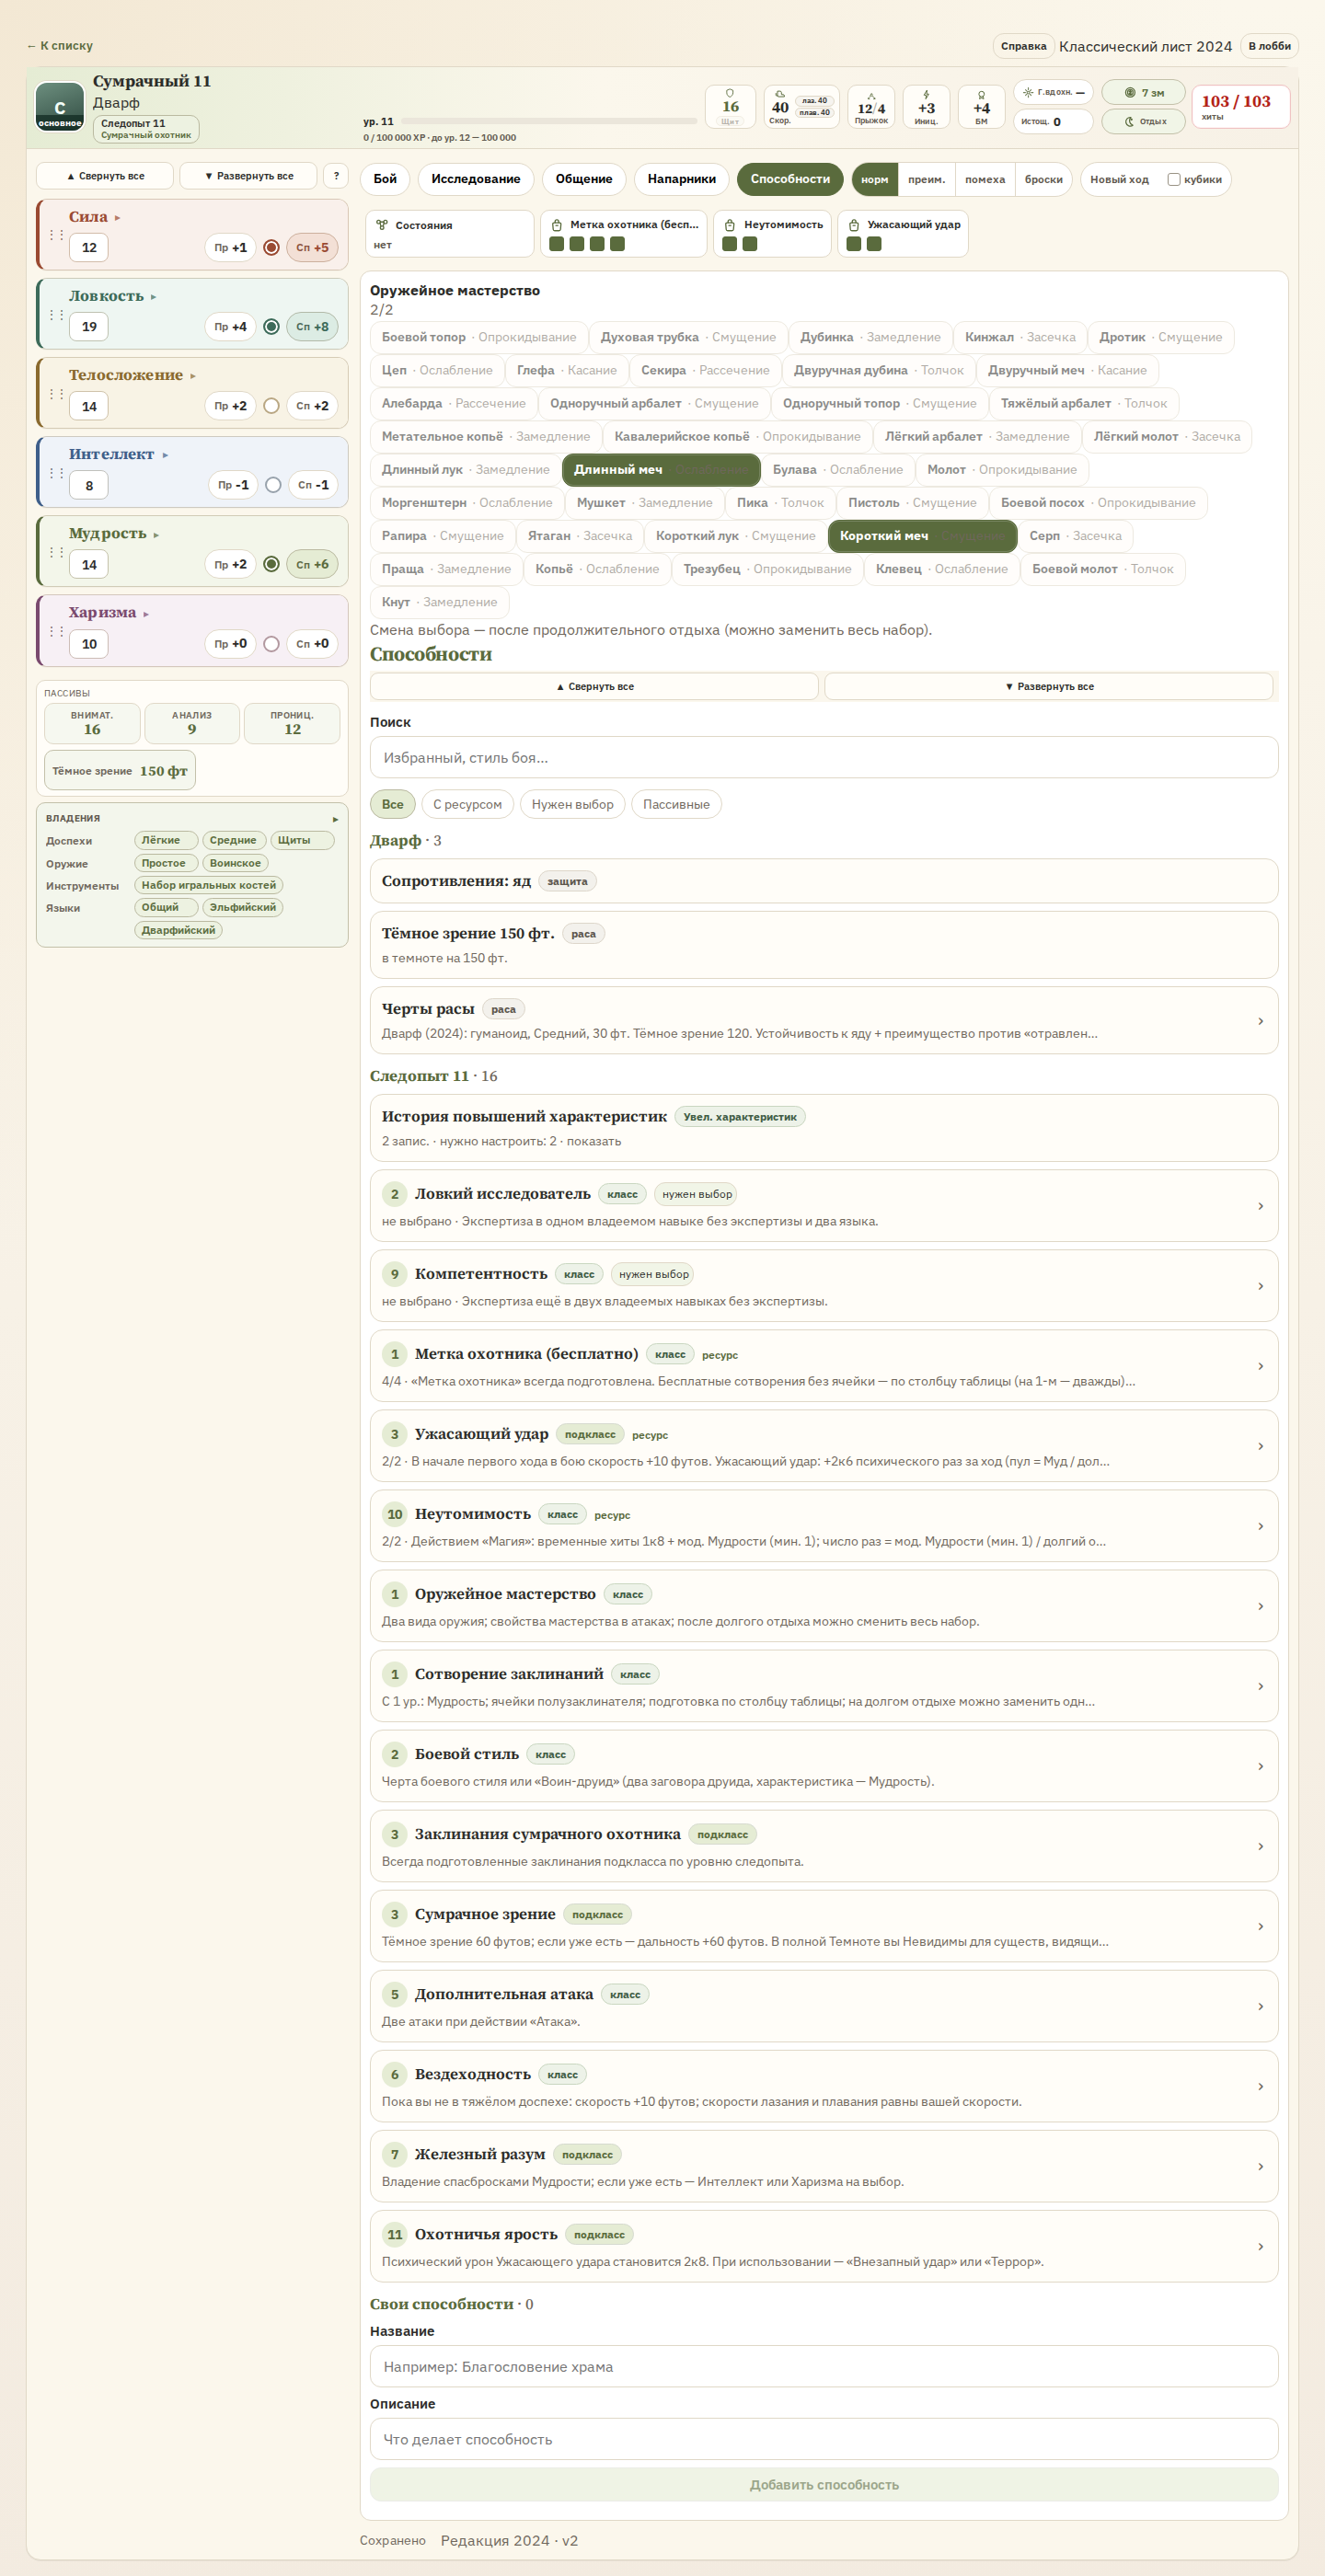 ← К списку
Справка Классический лист 2024 В лобби
С
основное
Сумрачный 11
Дварф
Следопыт 11
Сумрачный охотник
ур. 11
0 / 100 000 XP · до ур. 12 — 100 000
16
Щит
40
Скор.
лаз. 40
плав. 40
12/4
Прыжок
+3
Иниц.
+4
БМ
Г.вдохн. —
Истощ. 0
7 зм
Отдых
103 / 103
хиты
▲ Свернуть все ▼ Развернуть все ?
Сила ▸
12 Пр +1 Сп +5
Ловкость ▸
19 Пр +4 Сп +8
Телосложение ▸
14 Пр +2 Сп +2
Интеллект ▸
8 Пр -1 Сп -1
Мудрость ▸
14 Пр +2 Сп +6
Харизма ▸
10 Пр +0 Сп +0
ПАССИВЫ
ВНИМАТ. АНАЛИЗ ПРОНИЦ.
16 9 12
Тёмное зрение 150 фт
ВЛАДЕНИЯ ▸
Доспехи Лёгкие Средние Щиты
Оружие Простое Воинское
Инструменты Набор игральных костей
Языки Общий Эльфийский
Дварфийский
Бой Исследование Общение Напарники Способности норм преим. помеха броски Новый ход кубики
Состояния
нет
Метка охотника (бесп...
Неутомимость
Ужасающий удар
Оружейное мастерство
2/2
Боевой топор · Опрокидывание Духовая трубка · Смущение Дубинка · Замедление Кинжал · Засечка Дротик · Смущение
Цеп · Ослабление Глефа · Касание Секира · Рассечение Двуручная дубина · Толчок Двуручный меч · Касание
Алебарда · Рассечение Одноручный арбалет · Смущение Одноручный топор · Смущение Тяжёлый арбалет · Толчок
Метательное копьё · Замедление Кавалерийское копьё · Опрокидывание Лёгкий арбалет · Замедление Лёгкий молот · Засечка
Длинный лук · Замедление Длинный меч Булава · Ослабление Молот · Опрокидывание
Моргенштерн · Ослабление Мушкет · Замедление Пика · Толчок Пистоль · Смущение Боевой посох · Опрокидывание
Рапира · Смущение Ятаган · Засечка Короткий лук · Смущение Короткий меч Серп · Засечка
Праща · Замедление Копьё · Ослабление Трезубец · Опрокидывание Клевец · Ослабление Боевой молот · Толчок
Кнут · Замедление
Смена выбора — после продолжительного отдыха (можно заменить весь набор).
Способности
▲ Свернуть все ▼ Развернуть все
Поиск
Избранный, стиль боя...
Все С ресурсом Нужен выбор Пассивные
Дварф · 3
Сопротивления: яд защита
Тёмное зрение 150 фт. раса
в темноте на 150 фт.
Черты расы раса
Дварф (2024): гуманоид, Средний, 30 фт. Тёмное зрение 120. Устойчивость к яду + преимущество против «отравлен... ›
Следопыт 11 · 16
История повышений характеристик Увел. характеристик
2 запис. · нужно настроить: 2 · показать
2 Ловкий исследователь класс нужен выбор
не выбрано · Экспертиза в одном владеемом навыке без экспертизы и два языка. ›
9 Компетентность класс нужен выбор
не выбрано · Экспертиза ещё в двух владеемых навыках без экспертизы. ›
1 Метка охотника (бесплатно) класс ресурс
4/4 · «Метка охотника» всегда подготовлена. Бесплатные сотворения без ячейки — по столбцу таблицы (на 1-м — дважды)... ›
3 Ужасающий удар подкласс ресурс
2/2 · В начале первого хода в бою скорость +10 футов. Ужасающий удар: +2к6 психического раз за ход (пул = Муд / дол... ›
10 Неутомимость класс ресурс
2/2 · Действием «Магия»: временные хиты 1к8 + мод. Мудрости (мин. 1); число раз = мод. Мудрости (мин. 1) / долгий о... ›
1 Оружейное мастерство класс
Два вида оружия; свойства мастерства в атаках; после долгого отдыха можно сменить весь набор. ›
1 Сотворение заклинаний класс
С 1 ур.: Мудрость; ячейки полузаклинателя; подготовка по столбцу таблицы; на долгом отдыхе можно заменить одн... ›
2 Боевой стиль класс
Черта боевого стиля или «Воин-друид» (два заговора друида, характеристика — Мудрость). ›
3 Заклинания сумрачного охотника подкласс
Всегда подготовленные заклинания подкласса по уровню следопыта. ›
3 Сумрачное зрение подкласс
Тёмное зрение 60 футов; если уже есть — дальность +60 футов. В полной Темноте вы Невидимы для существ, видящи... ›
5 Дополнительная атака класс
Две атаки при действии «Атака». ›
6 Вездеходность класс
Пока вы не в тяжёлом доспехе: скорость +10 футов; скорости лазания и плавания равны вашей скорости. ›
7 Железный разум подкласс
Владение спасбросками Мудрости; если уже есть — Интеллект или Харизма на выбор. ›
11 Охотничья ярость подкласс
Психический урон Ужасающего удара становится 2к8. При использовании — «Внезапный удар» или «Террор». ›
Свои способности · 0
Название
Например: Благословение храма
Описание
Что делает способность
Добавить способность
Сохранено Редакция 2024 · v2